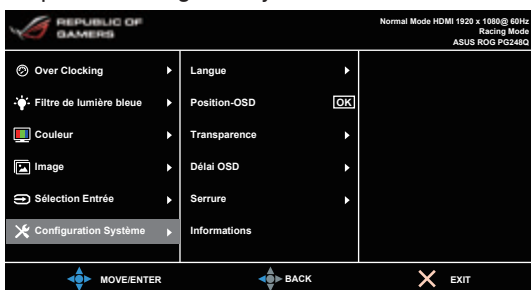 REPUBLIC OF
GAMERS
Normal Mode HDMI 1920 x 1080@ 60Hz
Racing Mode
ASUS ROG PG248Q
Over Clocking
Filtre de lumière bleue
Couleur
Image
Sélection Entrée
Configuration Système
Langue
Position-OSD OK
Transparence
Délai OSD
Serrure
Informations
MOVE/ENTER
BACK
EXIT